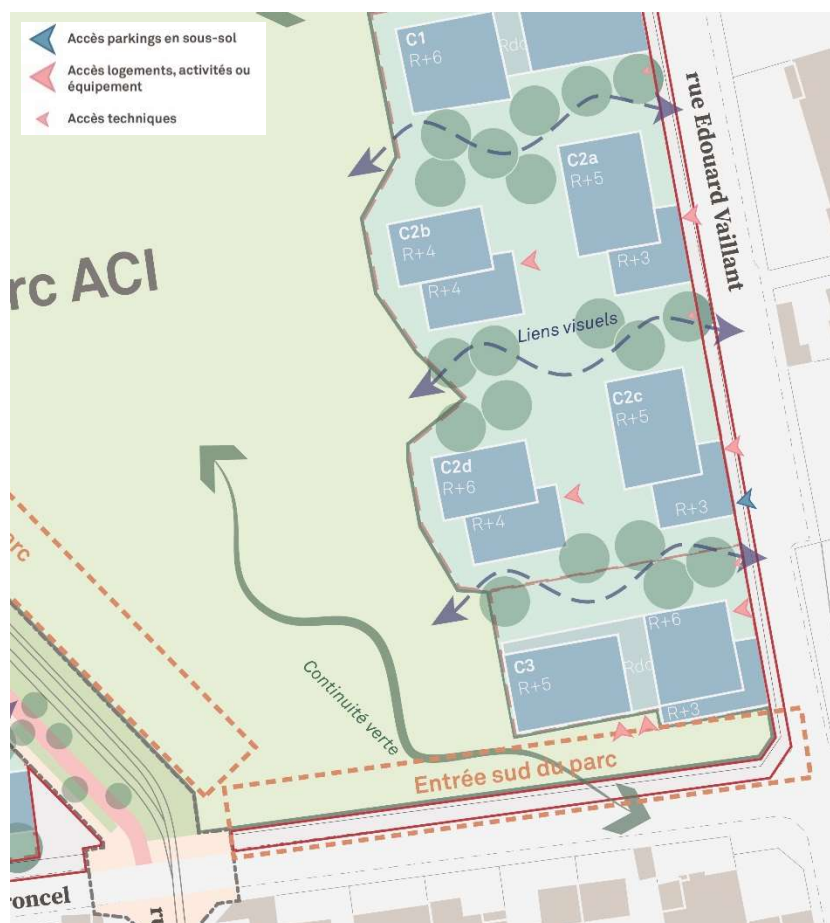 Accès parkings en sous-sol
Accès logements, activités ou
équipement
Accès techniques
C1
R+6
Rdc
rue Edouard Vaillant
C2a
R+5
R+3
C2b
R+4
R+4
rc ACI
Liens visuels
C2c
R+5
R+3
C2d
R+6
R+4
arc
R+6
C3
R+5
Rdc
R+3
Continuité verte
Entrée sud du parc
roncel
ru